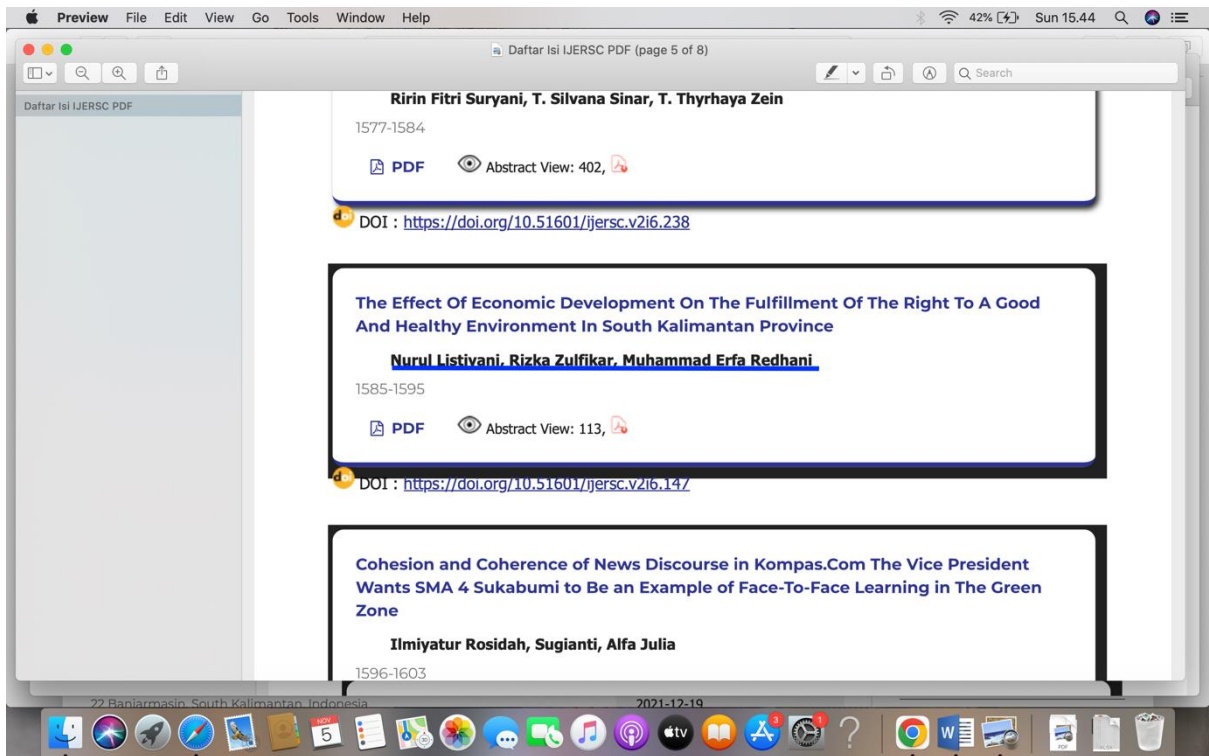 Preview File Edit View Go Tools Window Help 42% Sun 15.44
Daftar Isi IJERSC PDF (page 5 of 8)
Search
Daftar Isi IJERSC PDF
Ririn Fitri Suryani, T. Silvana Sinar, T. Thyrhaya Zein
1577-1584
PDF Abstract View: 402,
DOI : https://doi.org/10.51601/ijersc.v2i6.238
The Effect Of Economic Development On The Fulfillment Of The Right To A Good
And Healthy Environment In South Kalimantan Province
Nurul Listiyani, Rizka Zulfikar, Muhammad Erfa Redhani
1585-1595
PDF Abstract View: 113,
DOI : https://doi.org/10.51601/ijersc.v2i6.147
Cohesion and Coherence of News Discourse in Kompas.Com The Vice President
Wants SMA 4 Sukabumi to Be an Example of Face-To-Face Learning in The Green
Zone
Ilmiyatur Rosidah, Sugianti, Alfa Julia
1596-1603
22 Banjarmasin, South Kalimantan, Indonesia 2021-12-19
NOV
5
tv
3
1
W
PDF